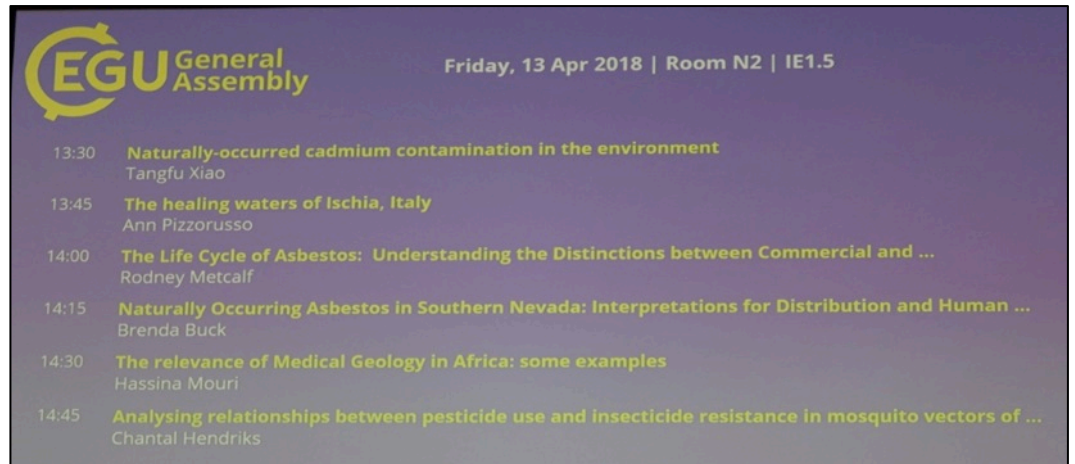 EGU General
Assembly
Friday, 13 Apr 2018 | Room N2 | IE1.5
13:30 Naturally-occurred cadmium contamination in the environment
Tangfu Xiao
13:45 The healing waters of Ischia, Italy
Ann Pizzorusso
14:00 The Life Cycle of Asbestos: Understanding the Distinctions between Commercial and ...
Rodney Metcalf
14:15 Naturally Occurring Asbestos in Southern Nevada: Interpretations for Distribution and Human ...
Brenda Buck
14:30 The relevance of Medical Geology in Africa: some examples
Hassina Mouri
14:45 Analysing relationships between pesticide use and insecticide resistance in mosquito vectors of ...
Chantal Hendriks